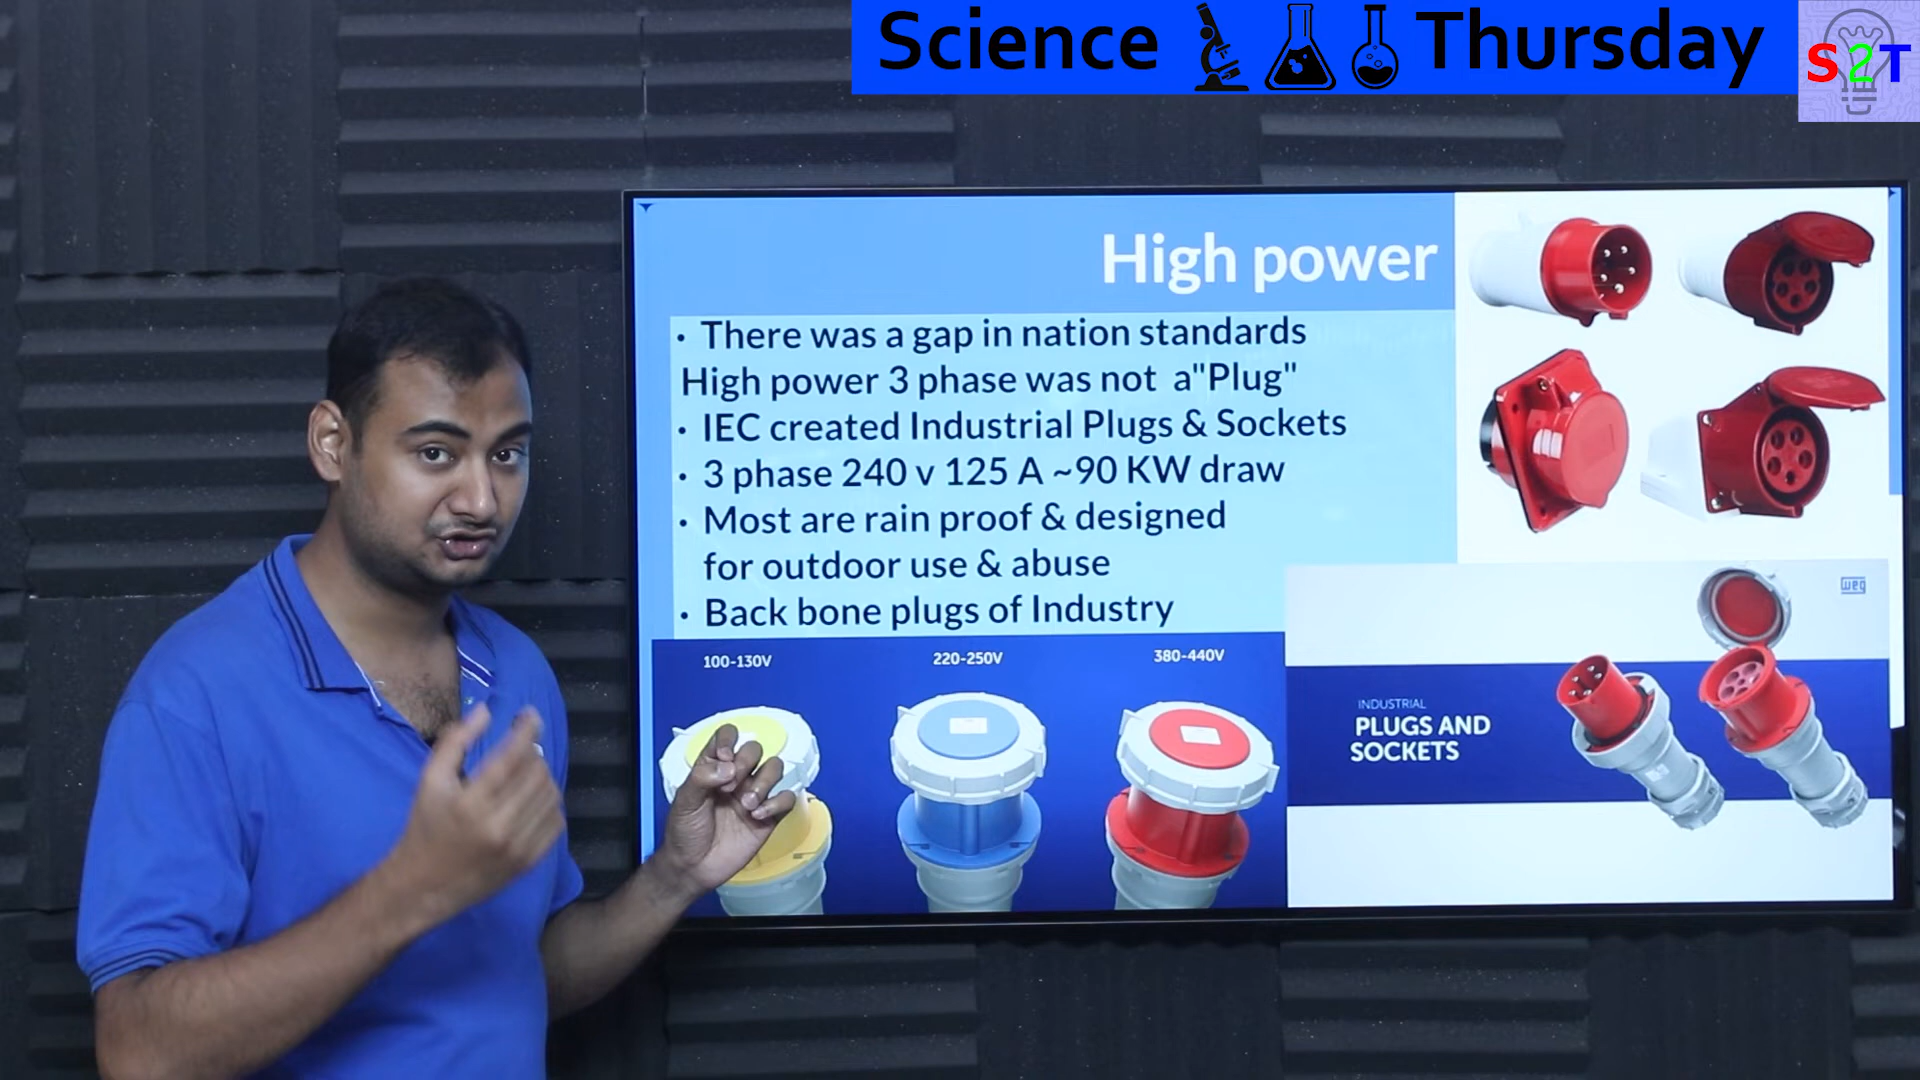 Science Thursday
S2T
High power
• There was a gap in nation standards
High power 3 phase was not a"Plug"
• IEC created Industrial Plugs & Sockets
• 3 phase 240 v 125 A ~90 KW draw
• Most are rain proof & designed
for outdoor use & abuse
• Back bone plugs of Industry
100-130V
220-250V
380-440V
weg
INDUSTRIAL
PLUGS AND
SOCKETS